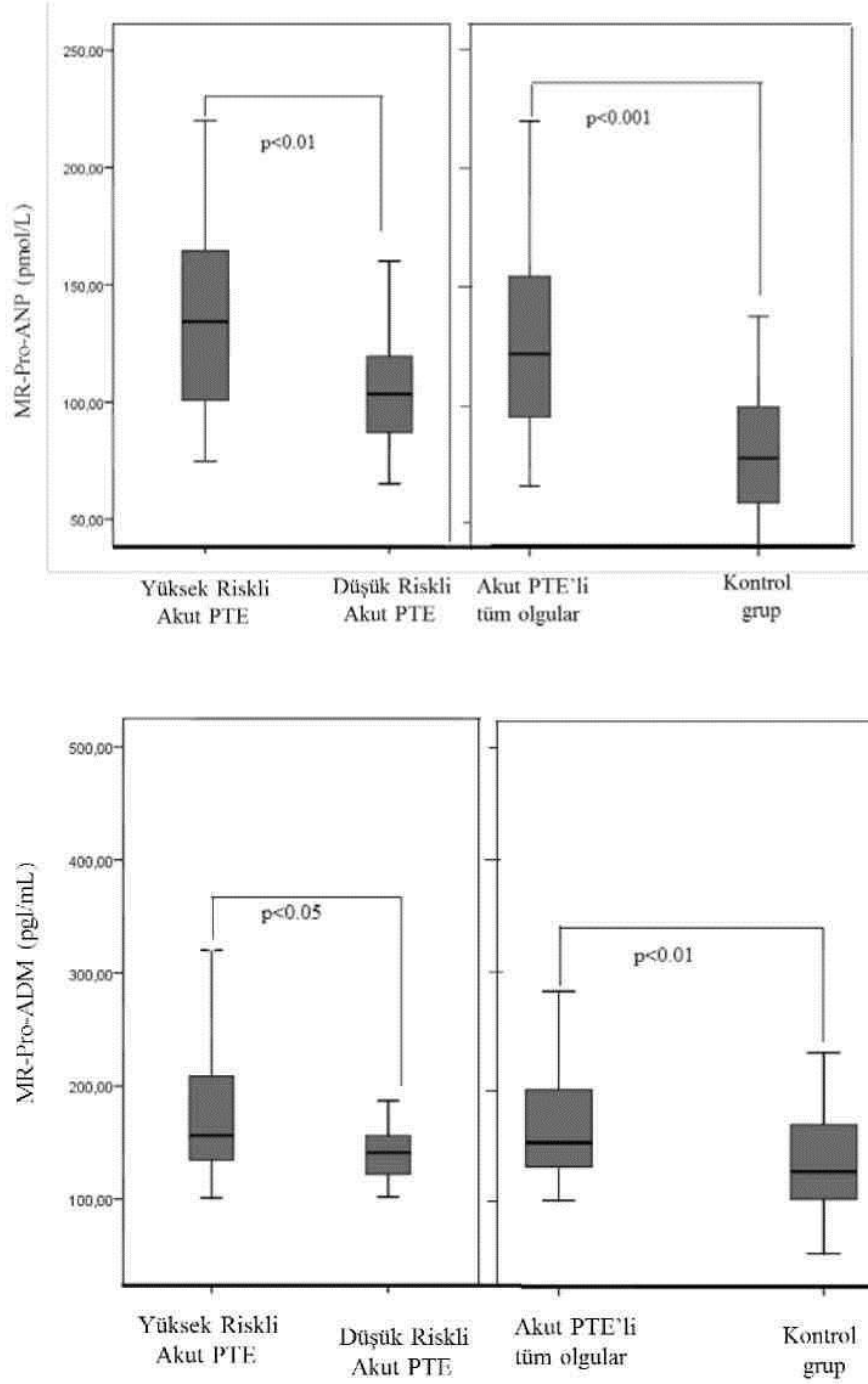 250,00
200,00
150,00
100,00
50,00
MR-Pro-ANP (pmol/L)
p<0.01
p<0.001
Yüksek Riskli
Akut PTE
Düşük Riskli
Akut PTE
Akut PTE'li
tüm olgular
Kontrol
grup
500,00
400,00
300,00
200,00
100,00
MR-Pro-ADM (pgl/mL)
p<0.05
p<0.01
Yüksek Riskli
Akut PTE
Düşük Riskli
Akut PTE
Akut PTE'li
tüm olgular
Kontrol
grup